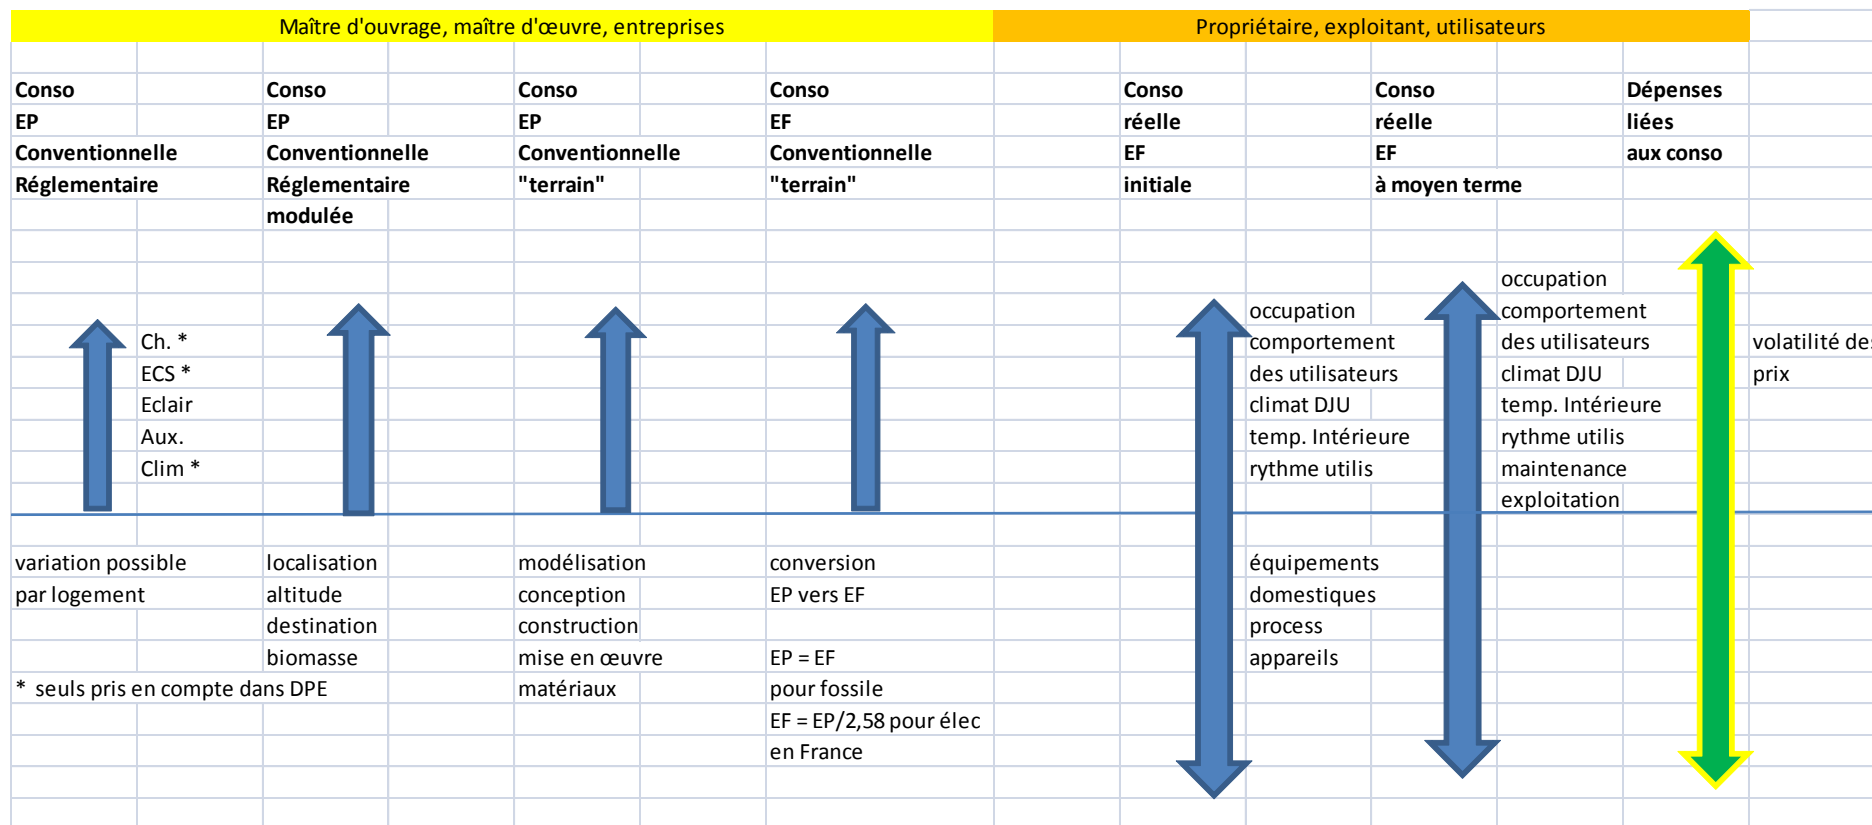 Maître d'ouvrage, maître d'œuvre, entreprises
Propriétaire, exploitant, utilisateurs
Conso
EP
Conventionnelle
Réglementaire
Conso
EP
Conventionnelle
Réglementaire
modulée
Conso
EP
Conventionnelle
"terrain"
Conso
EF
Conventionnelle
"terrain"
Conso
réelle
EF
initiale
Conso
réelle
EF
à moyen terme
Dépenses
liées
aux conso
Ch. *
ECS *
Eclair
Aux.
Clim *
occupation
comportement
des utilisateurs
climat DJU
temp. Intérieure
rythme utilis
occupation
comportement
des utilisateurs
climat DJU
temp. Intérieure
rythme utilis
maintenance
exploitation
volatilité des
prix
variation possible
par logement
* seuls pris en compte dans DPE
localisation
altitude
destination
biomasse
modélisation
conception
construction
mise en œuvre
matériaux
conversion
EP vers EF
EP = EF
pour fossile
EF = EP/2,58 pour élec
en France
équipements
domestiques
process
appareils